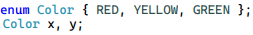 enum Color { RED, YELLOW, GREEN };
Color x, y;